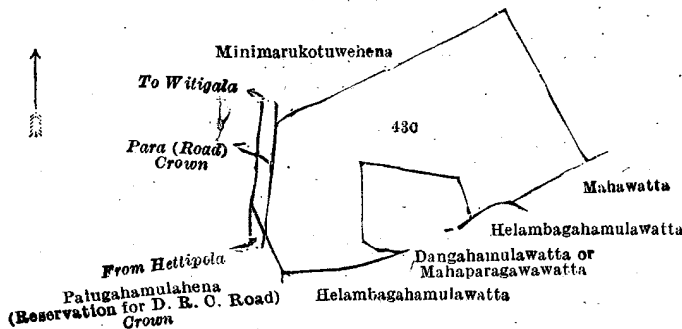 Minimarukotuwehena
To Witigala
430
Para (Road)
Crown
Mahawatta
Helambagahamulawatta
From Hettipola
Dangahamulawatta or
Mahaparagawawatta
Palugahamulahena
(Reservation for D. R. C. Road)
Crown
Helambagahamulawatta